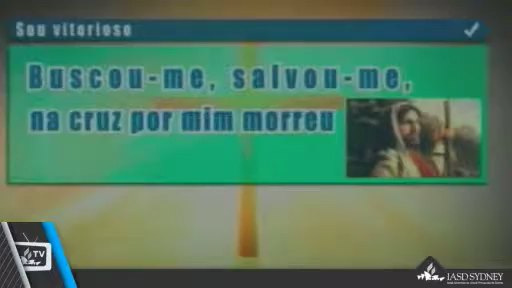 Sou vitorioso
Buscou-me, salvou-me,
na cruz por mim morreu
TV
IASD SYDNEY